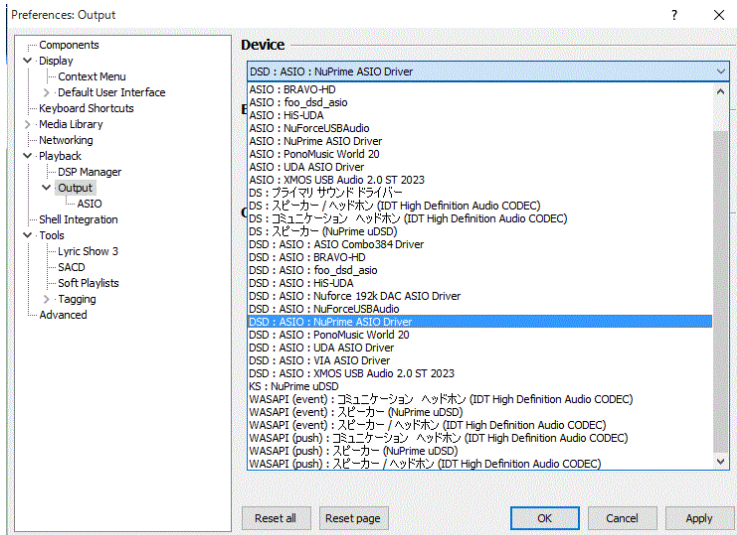 Preferences: Output
?
Components
Display
Context Menu
Default User Interface
Keyboard Shortcuts
Media Library
Networking
Playback
DSP Manager
Output
ASIO
Shell Integration
Tools
Lyric Show 3
SACD
Soft Playlists
Tagging
Advanced
Device
DSD : ASIO : NuPrime ASIO Driver
ASIO : BRAVO-HD
ASIO : foo_dsd_asio
ASIO : HiS-UDA
ASIO : NuForceUSBAudio
ASIO : NuPrime ASIO Driver
ASIO : PonoMusic World 20
ASIO : UDA ASIO Driver
ASIO : XMOS USB Audio 2.0 ST 2023
DS : プライマリ サウンド ドライバー
DS : スピーカー / ヘッドホン (IDT High Definition Audio CODEC)
DS : コミュニケーション ヘッドホン (IDT High Definition Audio CODEC)
DS : スピーカー (NuPrime uDSD)
DSD : ASIO : ASIO Combo384 Driver
DSD : ASIO : BRAVO-HD
DSD : ASIO : foo_dsd_asio
DSD : ASIO : HiS-UDA
DSD : ASIO : Nuforce 192k DAC ASIO Driver
DSD : ASIO : NuForceUSBAudio
DSD : ASIO : NuPrime ASIO Driver
DSD : ASIO : PonoMusic World 20
DSD : ASIO : UDA ASIO Driver
DSD : ASIO : VIA ASIO Driver
DSD : ASIO : XMOS USB Audio 2.0 ST 2023
KS : NuPrime uDSD
WASAPI (event) : コミュニケーション ヘッドホン (IDT High Definition Audio CODEC)
WASAPI (event) : スピーカー (NuPrime uDSD)
WASAPI (event) : スピーカー / ヘッドホン (IDT High Definition Audio CODEC)
WASAPI (push) : コミュニケーション ヘッドホン (IDT High Definition Audio CODEC)
WASAPI (push) : スピーカー (NuPrime uDSD)
WASAPI (push) : スピーカー / ヘッドホン (IDT High Definition Audio CODEC)
Reset all
Reset page
OK
Cancel
Apply